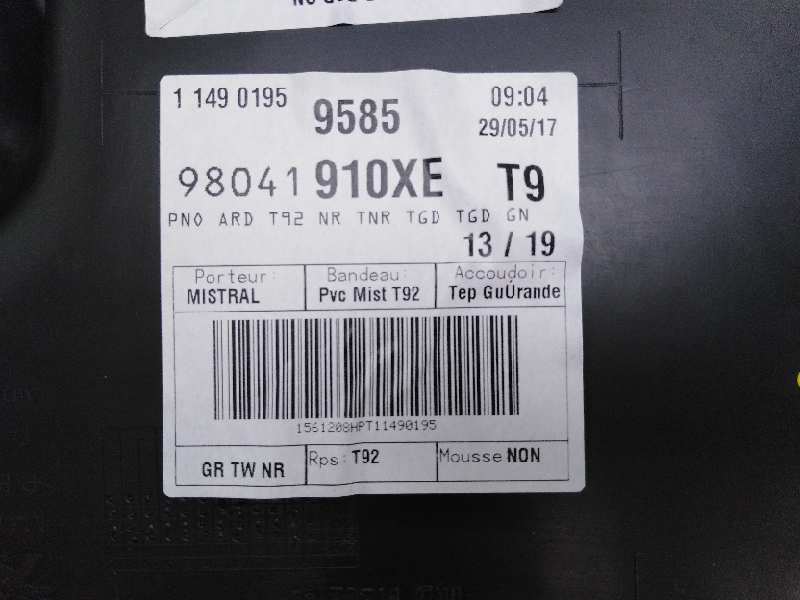 1 149 0195
9585
09:04
29/05/17
98041 910XE T9
PNO ARD T92 NR TNR TGD TGD GN
13 / 19
Porteur: Bandeau: Accoudoir:
MISTRAL Pvc Mist T92 Tep GuÚrande
1561208HPT11490195
GR TW NR Rps: T92 Mousse NON